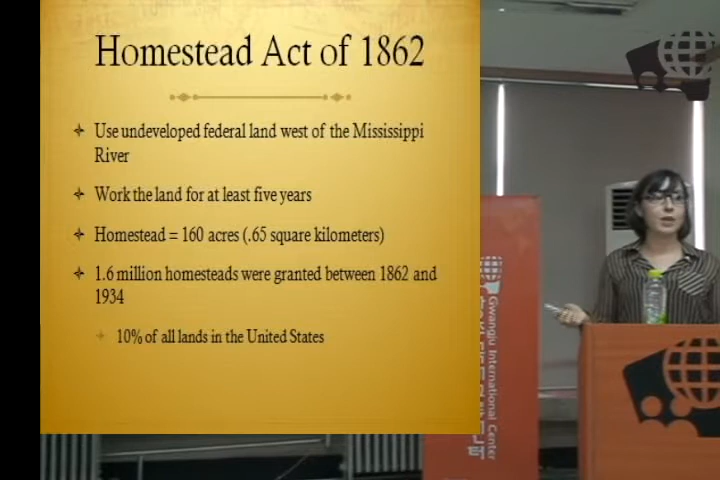 Homestead Act of 1862
Use undeveloped federal land west of the Mississippi
River
Work the land for at least five years
Homestead = 160 acres (.65 square kilometers)
1.6 million homesteads were granted between 1862 and
1934
10% of all lands in the United States
Gwangju International Center